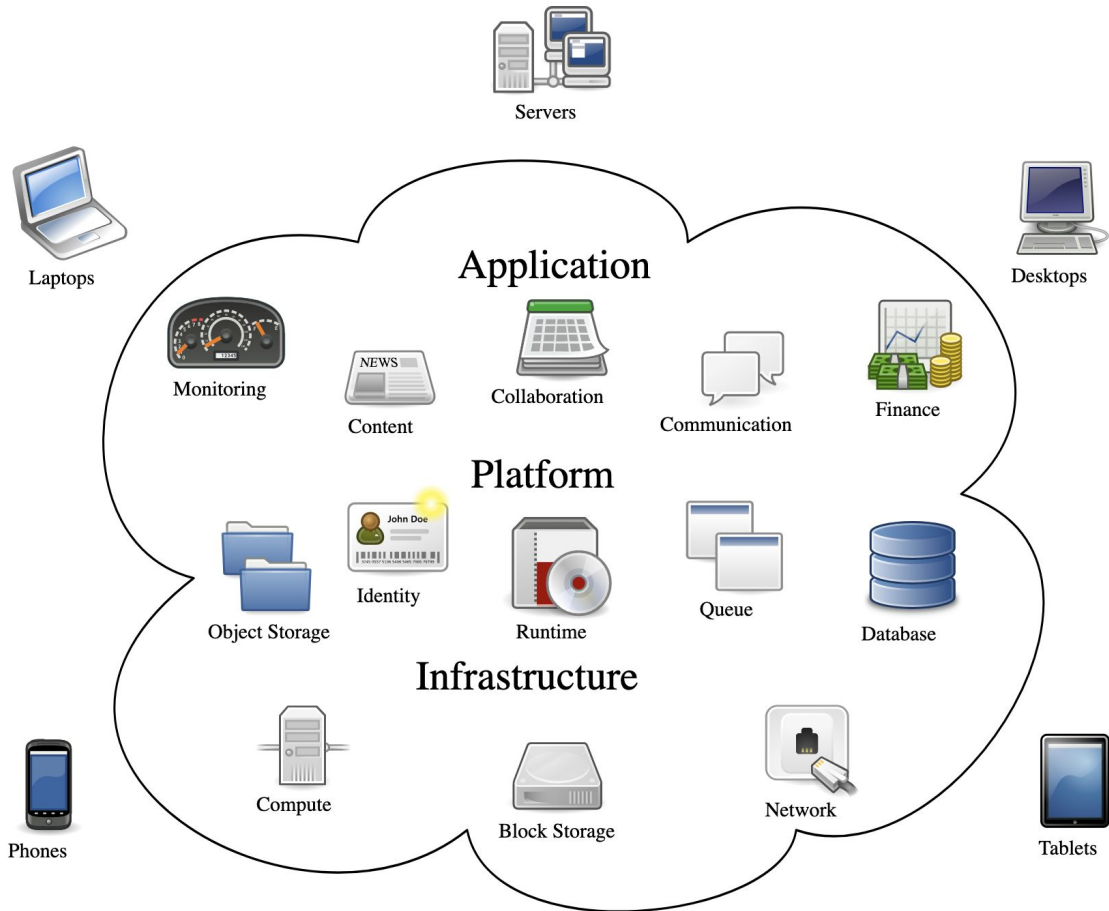 Servers
Laptops
Desktops
Application
Monitoring
NEWS
Content
Collaboration
Communication
Finance
Platform
John Doe
Identity
Object Storage
Runtime
Queue
Database
Infrastructure
Compute
Block Storage
Network
Phones
Tablets